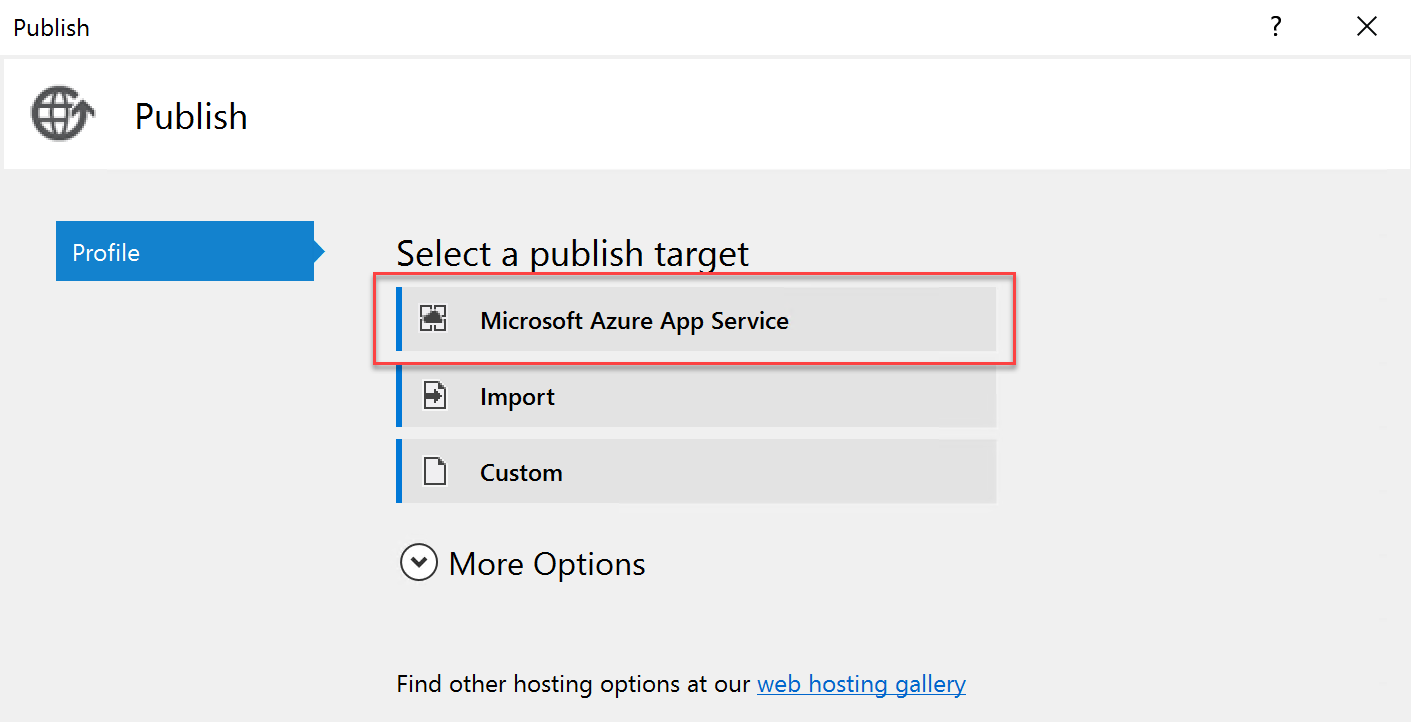 Publish
?
Publish
Profile
Select a publish target
Microsoft Azure App Service
Import
Custom
More Options
Find other hosting options at our web hosting gallery